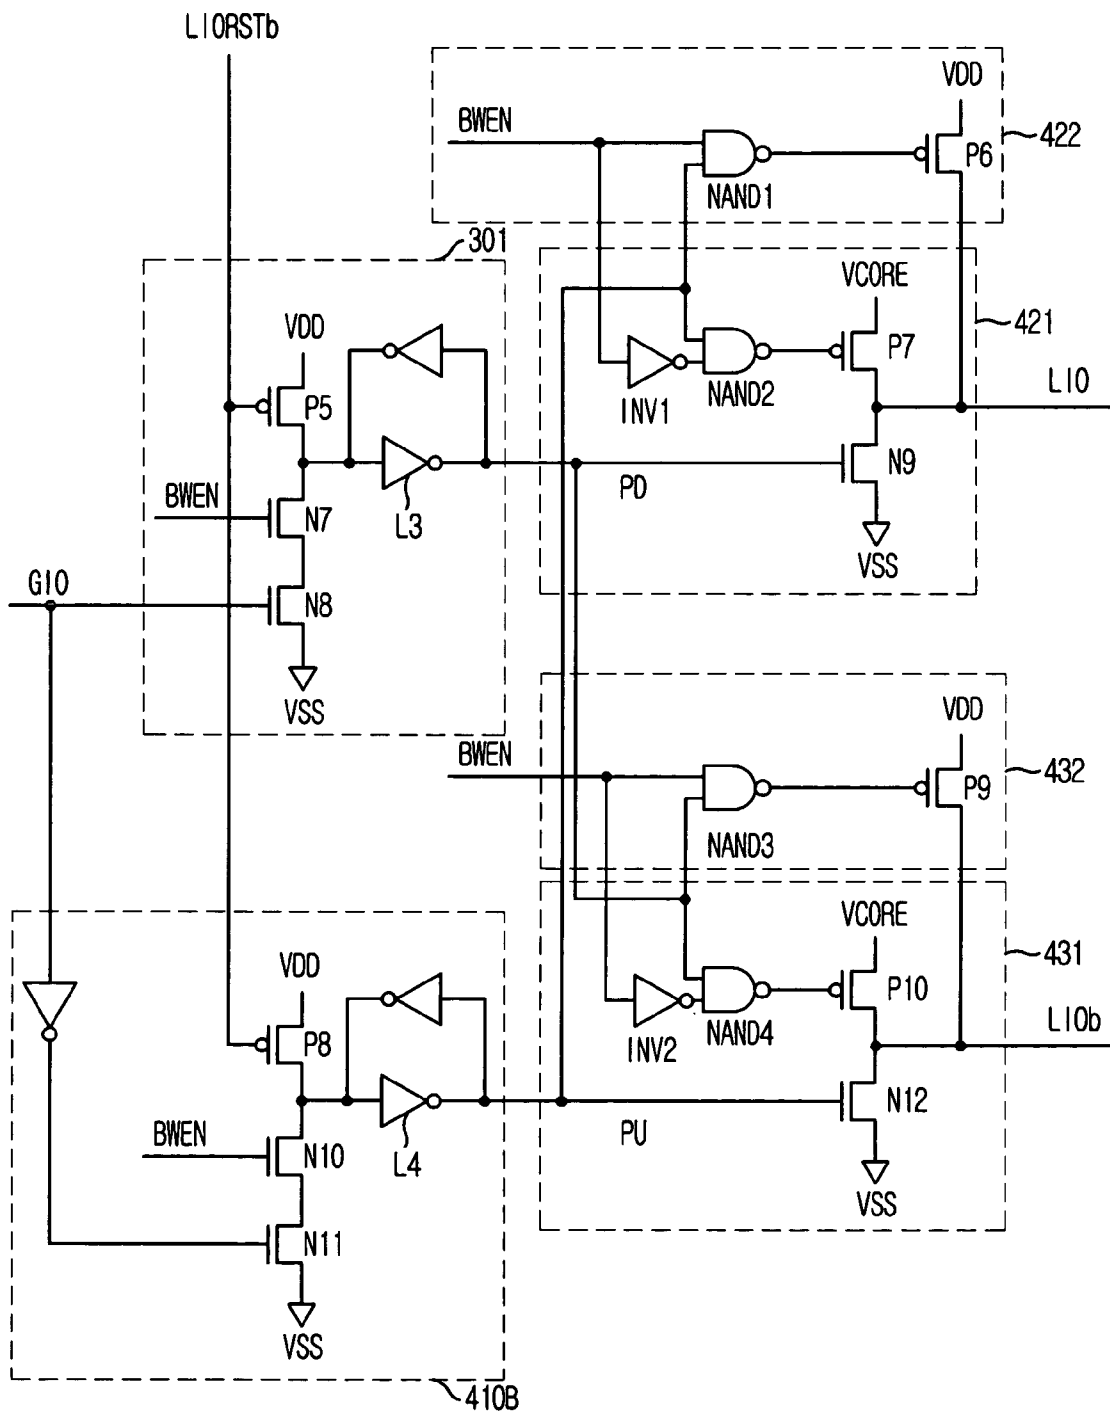 LIORSTb
VDD
BWEN
422
P6
NAND1
301
VCORE
VDD
421
P7
P5
LIO
INV1
NAND2
N9
PD
BWEN
N7
L3
VSS
GIO
N8
VSS
VDD
BWEN
432
P9
NAND3
VCORE
431
VDD
P10
LIOb
P8
INV2
NAND4
N12
PU
BWEN
N10
L4
VSS
N11
VSS
410B